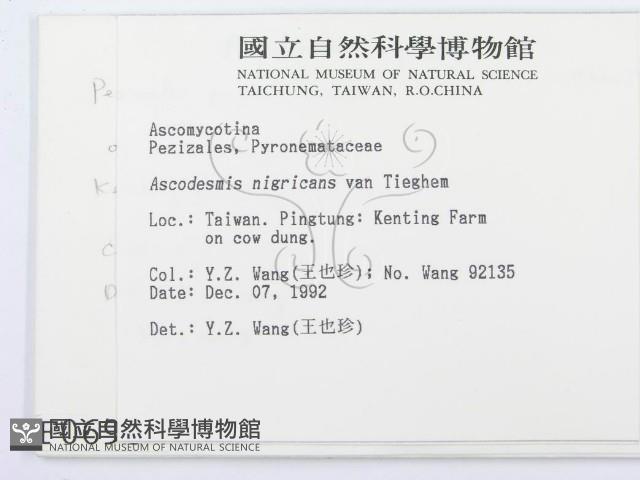 國立自然科學博物館
NATIONAL MUSEUM OF NATURAL SCIENCE
TAICHUNG, TAIWAN, R.O.CHINA
Ascomycotina
Pezizales, Pyronemataceae
Ascodesmis nigricans van Tieghem
Loc.: Taiwan. Pingtung: Kenting Farm
on cow dung.
Col.: Y.Z. Wang(王也珍); No. Wang 92135
Date: Dec. 07, 1992
Det.: Y.Z. Wang(王也珍)
國立自然科學博物館
NATIONAL MUSEUM OF NATURAL SCIENCE